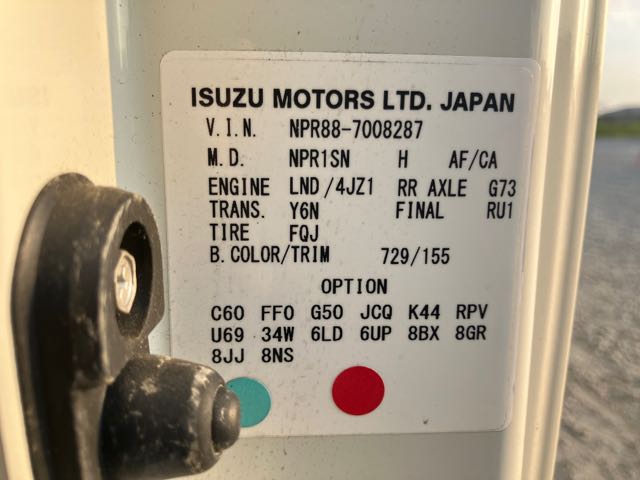 ISUZU MOTORS LTD. JAPAN
V.I.N. NPR88-7008287
M.D. NPR1SN H AF/CA
ENGINE LND/4JZ1 RR AXLE G73
TRANS. Y6N FINAL RU1
TIRE FQJ
B.COLOR/TRIM 729/155
OPTION
C60 FF0 G50 JCQ K44 RPV
U69 34W 6LD 6UP 8BX 8GR
8JJ 8NS